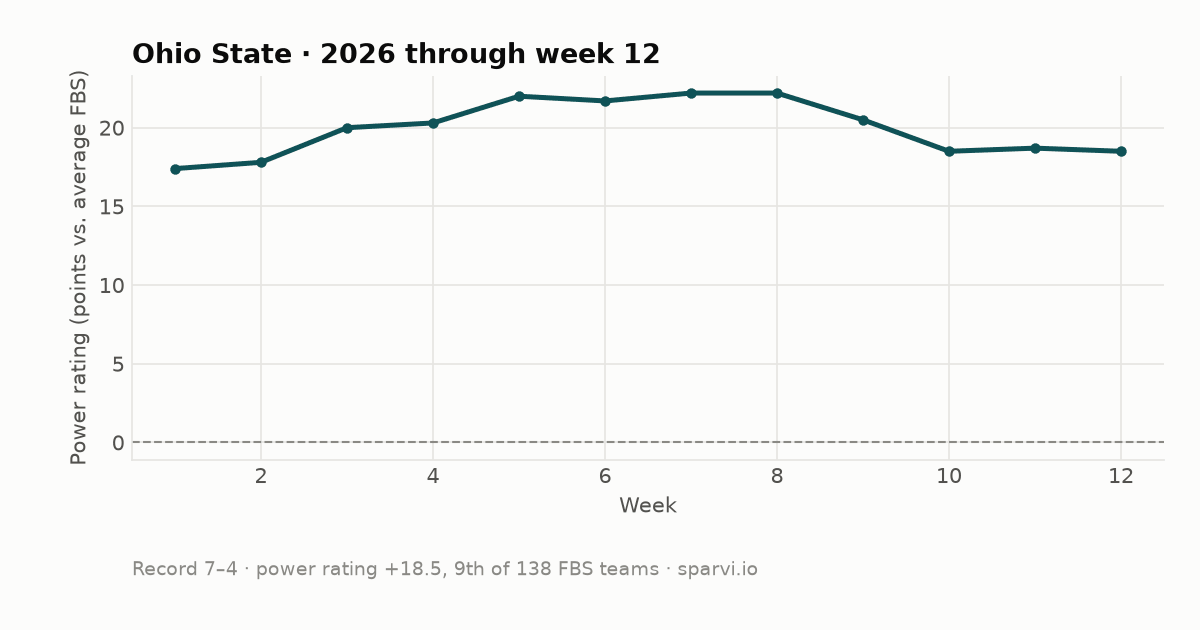 Ohio State · 2026 through week 12
Power rating (points vs. average FBS)
20
15
10
5
0
2 4 6 8 10 12
Week
Record 7–4 · power rating +18.5, 9th of 138 FBS teams · sparvi.io